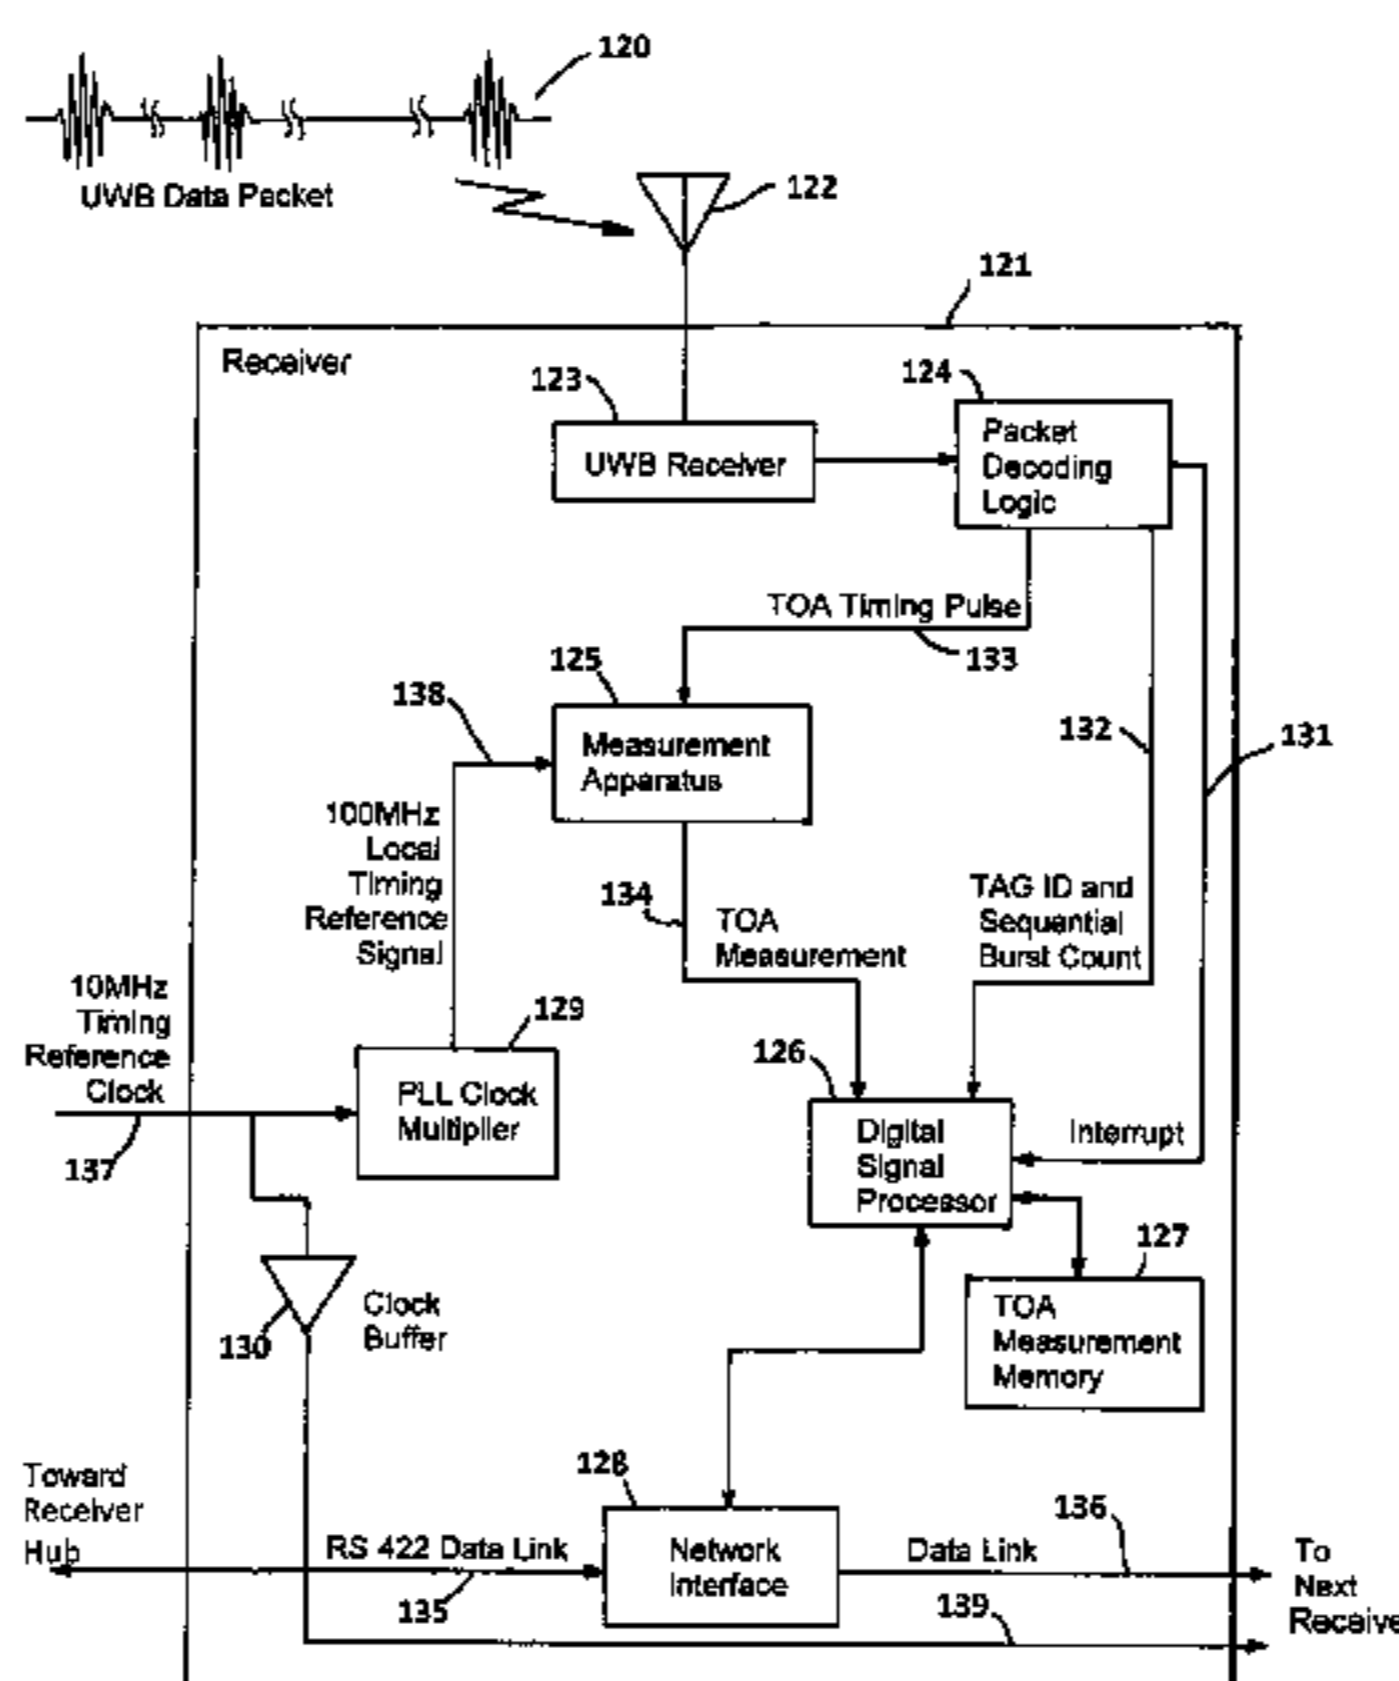 120
UWB Data Packet
122
121
Receiver
123
124
UWB Receiver
Packet
Decoding
Logic
TOA Timing Pulse
133
125
138
132
131
Measurement
Apparatus
100MHz
Local
Timing
Reference
Signal
134
TOA
Measurement
TAG ID and
Sequential
Burst Count
10MHz
Timing
Reference
Clock
129
126
PLL Clock
Multiplier
137
Digital
Signal
Processor
Interrupt
127
130
Clock
Buffer
TOA
Measurement
Memory
128
Toward
Receiver
Hub
RS 422 Data Link
135
Network
Interface
Data Link
136
139
To
Next
Receive